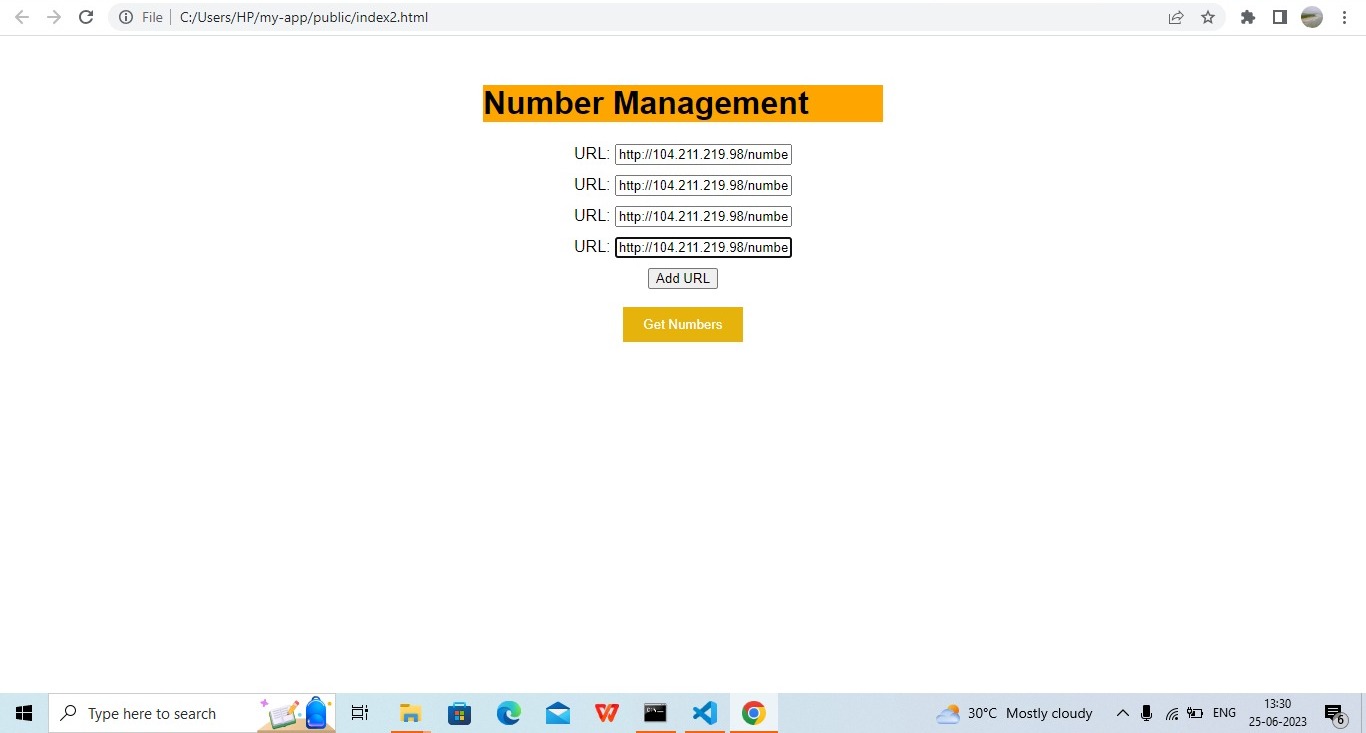 File
C:/Users/HP/my-app/public/index2.html
Number Management
URL: http://104.211.219.98/numbe
URL: http://104.211.219.98/numbe
URL: http://104.211.219.98/numbe
URL: http://104.211.219.98/numbe
Add URL
Get Numbers
Type here to search
30°C Mostly cloudy
ENG
13:30
25-06-2023
6